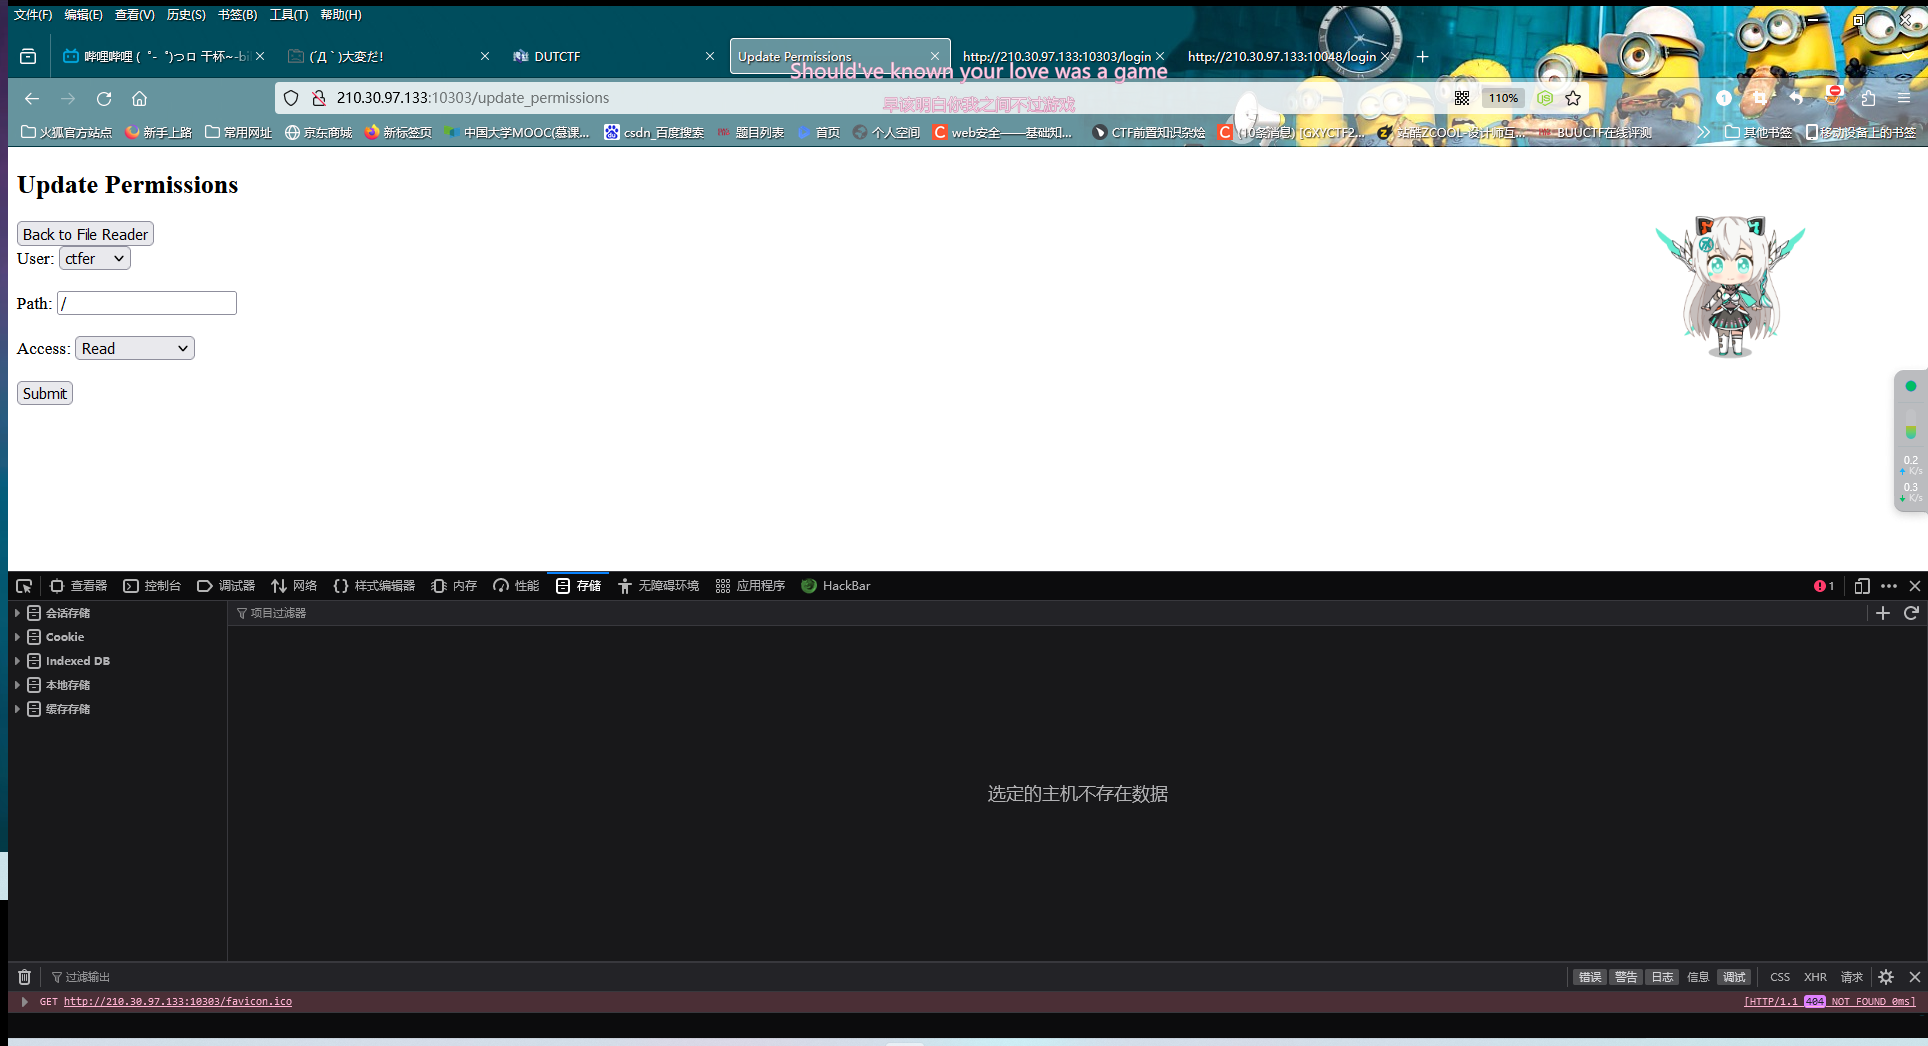 文件(F) 编辑(E) 查看(V) 历史(S) 书签(B) 工具(T) 帮助(H)
哔哩哔哩 ( ゜- ゜)つロ 干杯~-bi (´Д`)大变だ! DUTCTF Update Permissions http://210.30.97.133:10303/login http://210.30.97.133:10048/login
Should've known your love was a game
210.30.97.133:10303/update_permissions 110%
早该明白你我之间不过游戏
火狐官方站点 新手上路 常用网址 京东商城 新标签页 中国大学MOOC(慕课... csdn_百度搜索 题目列表 首页 个人空间 web安全——基础知... CTF前置知识杂烩 (10条消息) [GXYCTF2... 站酷ZCOOL-设计师互... BUUCTF在线评测 其他书签 移动设备上的书签
Update Permissions
Back to File Reader
User: ctfer
Path: /
Access: Read
Submit
0.2
K/s
0.3
K/s
查看器 控制台 调试器 网络 样式编辑器 内存 性能 存储 无障碍环境 应用程序 HackBar 1
会话存储 项目过滤器
Cookie
Indexed DB
本地存储
缓存存储
选定的主机不存在数据
过滤输出 错误 警告 日志 信息 调试 CSS XHR 请求
GET http://210.30.97.133:10303/favicon.ico [HTTP/1.1 404 NOT FOUND 0ms]